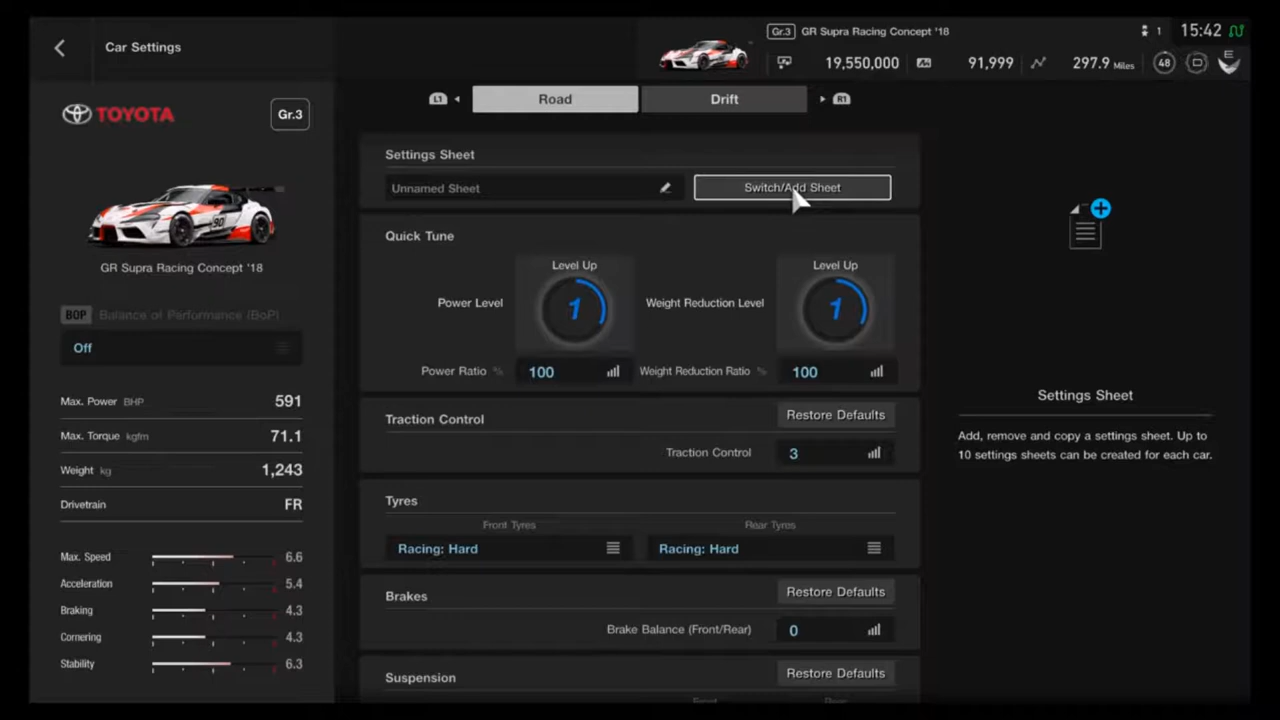 Car Settings
Gr.3 GR Supra Racing Concept '18
1
15:42
19,550,000
91,999
297.9 Miles
48
E
TOYOTA
Gr.3
90
GR Supra Racing Concept '18
BOP Balance of Performance (BoP)
Off
Max. Power BHP 591
Max. Torque kgfm 71.1
Weight kg 1,243
Drivetrain FR
Max. Speed 6.6
Acceleration 5.4
Braking 4.3
Cornering 4.3
Stability 6.3
L1 Road Drift R1
Settings Sheet
Unnamed Sheet Switch/Add Sheet
Quick Tune
Level Up Level Up
Power Level 1 Weight Reduction Level 1
Power Ratio % 100 Weight Reduction Ratio % 100
Traction Control Restore Defaults
Traction Control 3
Tyres
Front Tyres Rear Tyres
Racing: Hard Racing: Hard
Brakes Restore Defaults
Brake Balance (Front/Rear) 0
Suspension Restore Defaults
Front Rear
Settings Sheet
Add, remove and copy a settings sheet. Up to
10 settings sheets can be created for each car.